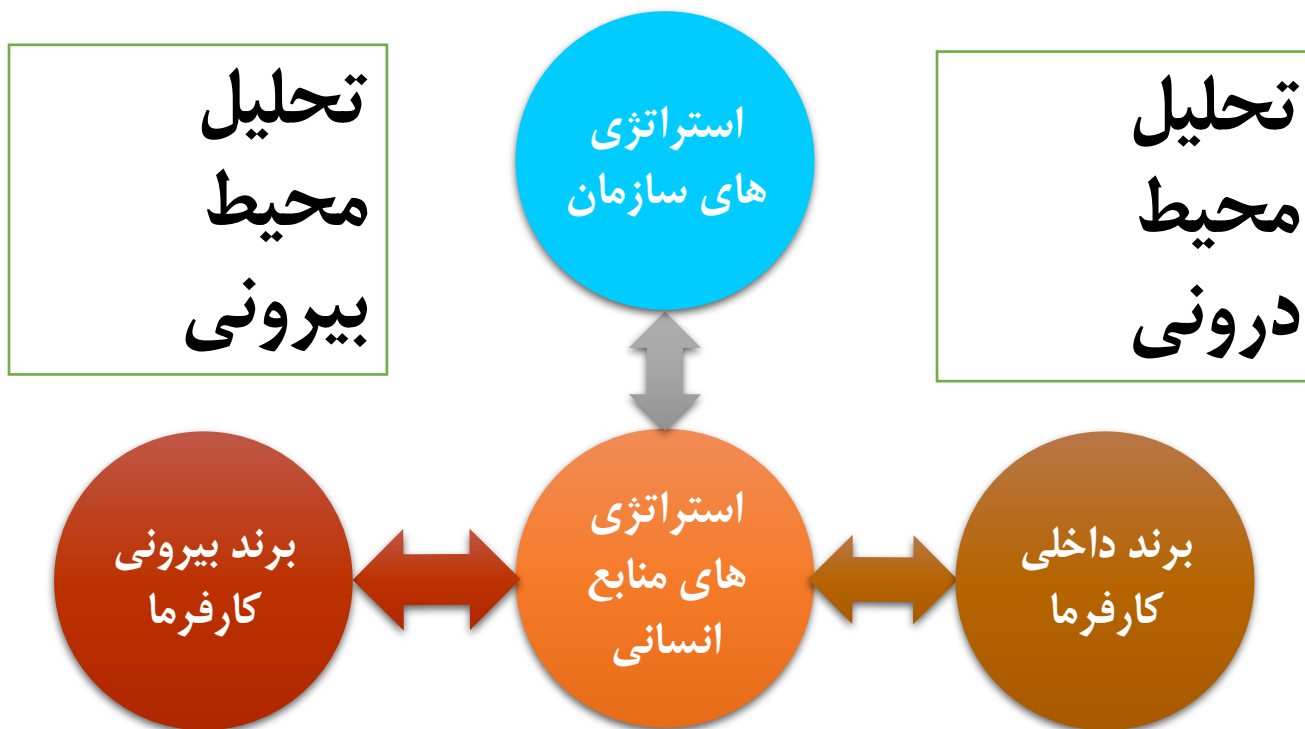 تحلیل
محیط
درونی
استراتژی
های سازمان
تحلیل
محیط
بیرونی
برند داخلی
کارفرما
استراتژی
های منابع
انسانی
برند بیرونی
کارفرما